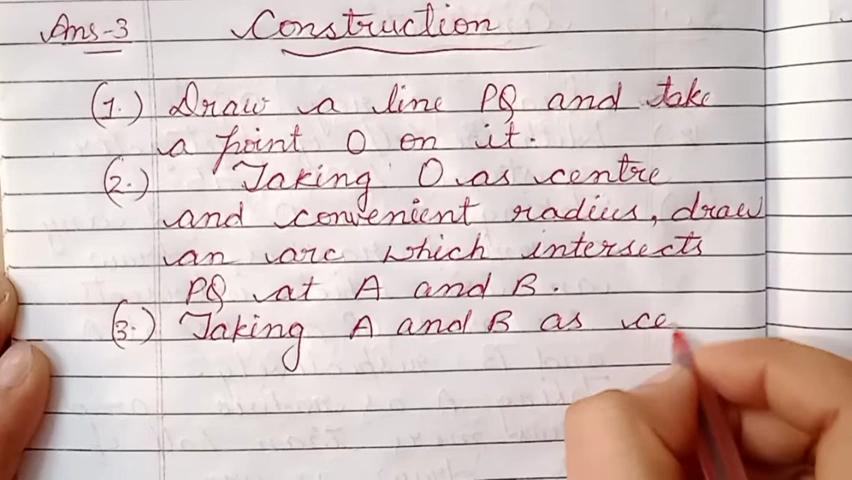 Ans-3 Construction
(1.) Draw a line PQ and take
a point O on it.
(2.) Taking O as centre
and convenient radius, draw
an arc which intersects
PQ at A and B.
(3.) Taking A and B as ce